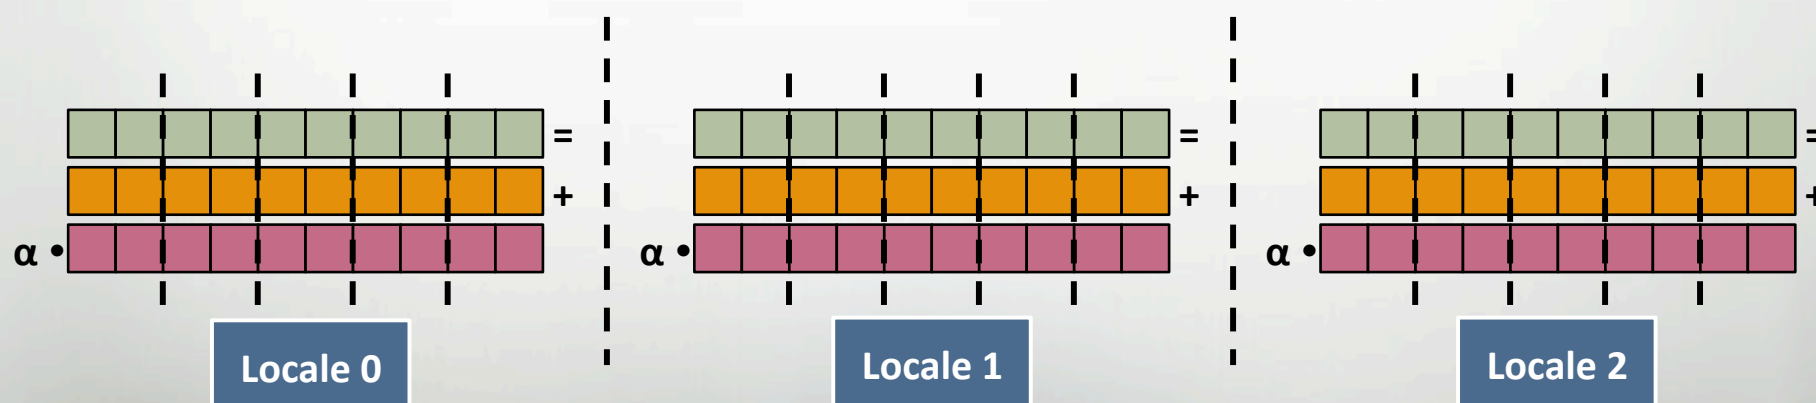 = = =
+ + +
α • α • α •
Locale 0 Locale 1 Locale 2